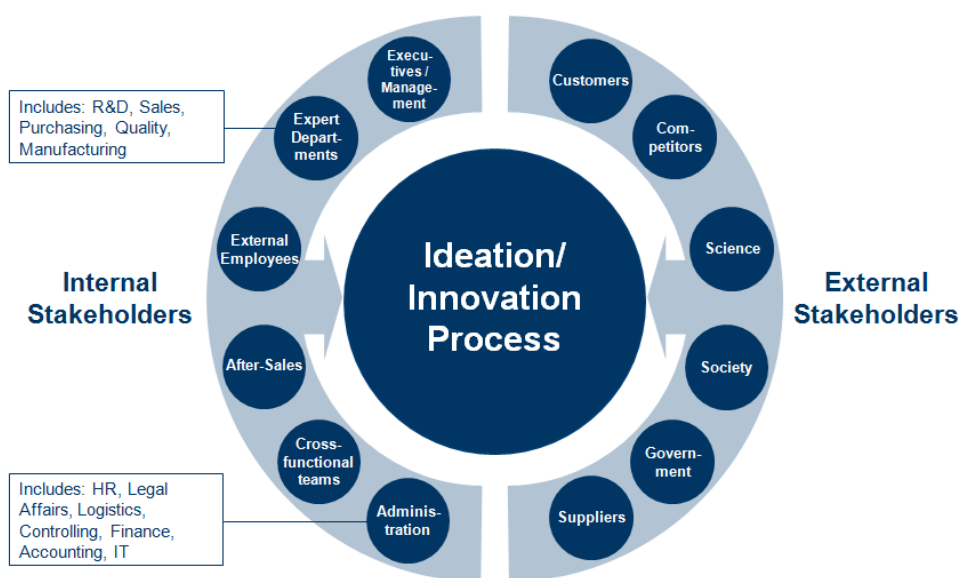 Includes: R&D, Sales,
Purchasing, Quality,
Manufacturing
Execu-
tives /
Manage-
ment
Expert
Depart-
ments
External
Employees
Internal
Stakeholders
After-Sales
Cross-
functional
teams
Adminis-
tration
Includes: HR, Legal
Affairs, Logistics,
Controlling, Finance,
Accounting, IT
Ideation/
Innovation
Process
Customers
Com-
petitors
Science
External
Stakeholders
Society
Govern-
ment
Suppliers